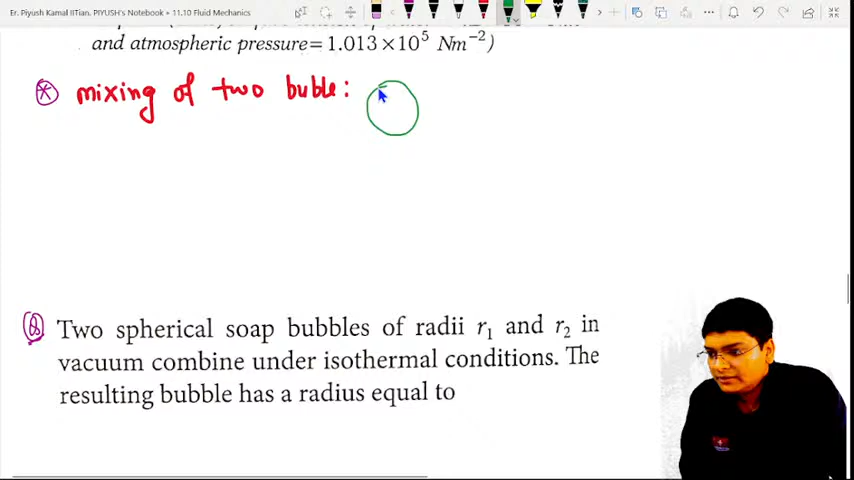 Er. Piyush Kamal IITian. PIYUSH's Notebook • 11.10 Fluid Mechanics
and atmospheric pressure = 1.013 × 10⁵ Nm⁻²)
* mixing of two buble:
Q Two spherical soap bubbles of radii r₁ and r₂ in
vacuum combine under isothermal conditions. The
resulting bubble has a radius equal to